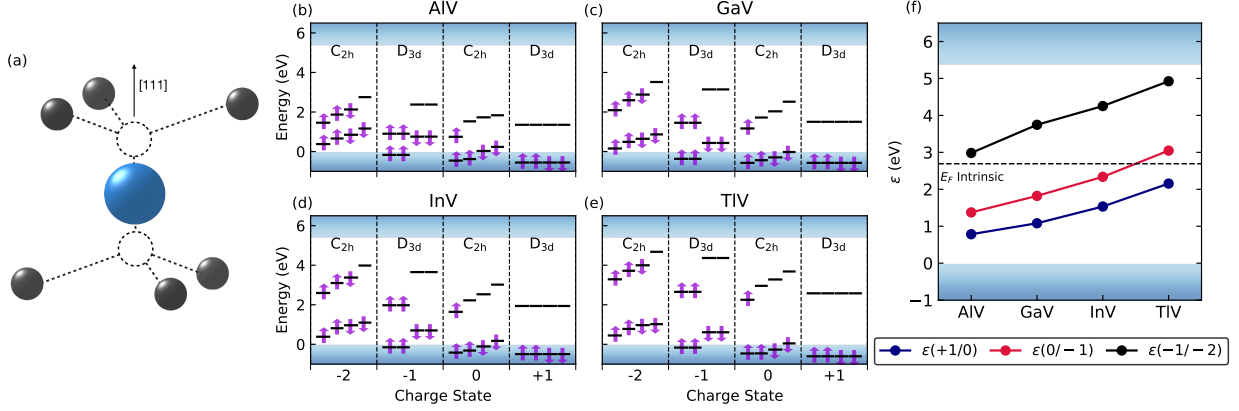 (a)
[111]
(b)
AlV
Energy (eV)
6
4
2
0
C2h
D3d
C2h
D3d
(c)
GaV
C2h
D3d
C2h
D3d
(d)
InV
Energy (eV)
6
4
2
0
C2h
D3d
C2h
D3d
-2
-1
0
+1
Charge State
(e)
TlV
C2h
D3d
C2h
D3d
-2
-1
0
+1
Charge State
(f)
ε (eV)
6
5
4
3
2
1
0
−1
E_F Intrinsic
AlV
GaV
InV
TlV
ε(+1/0)
ε(0/−1)
ε(−1/−2)